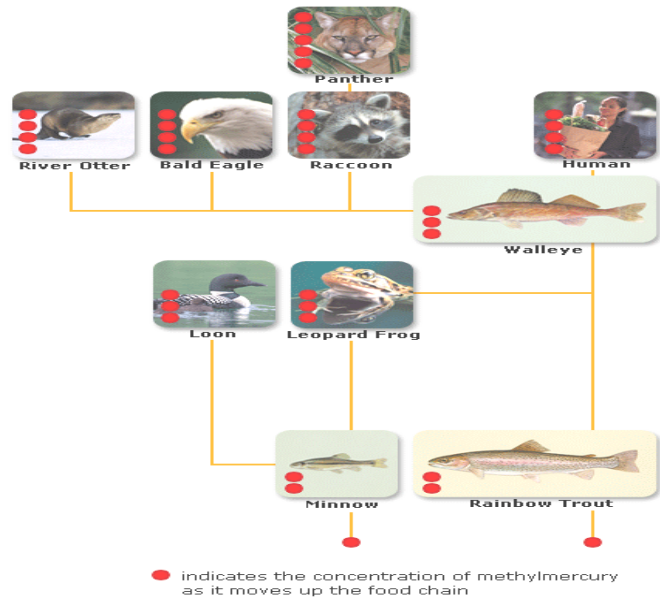 Panther
River Otter
Bald Eagle
Raccoon
Human
Walleye
Loon
Leopard Frog
Minnow
Rainbow Trout
indicates the concentration of methylmercury
as it moves up the food chain